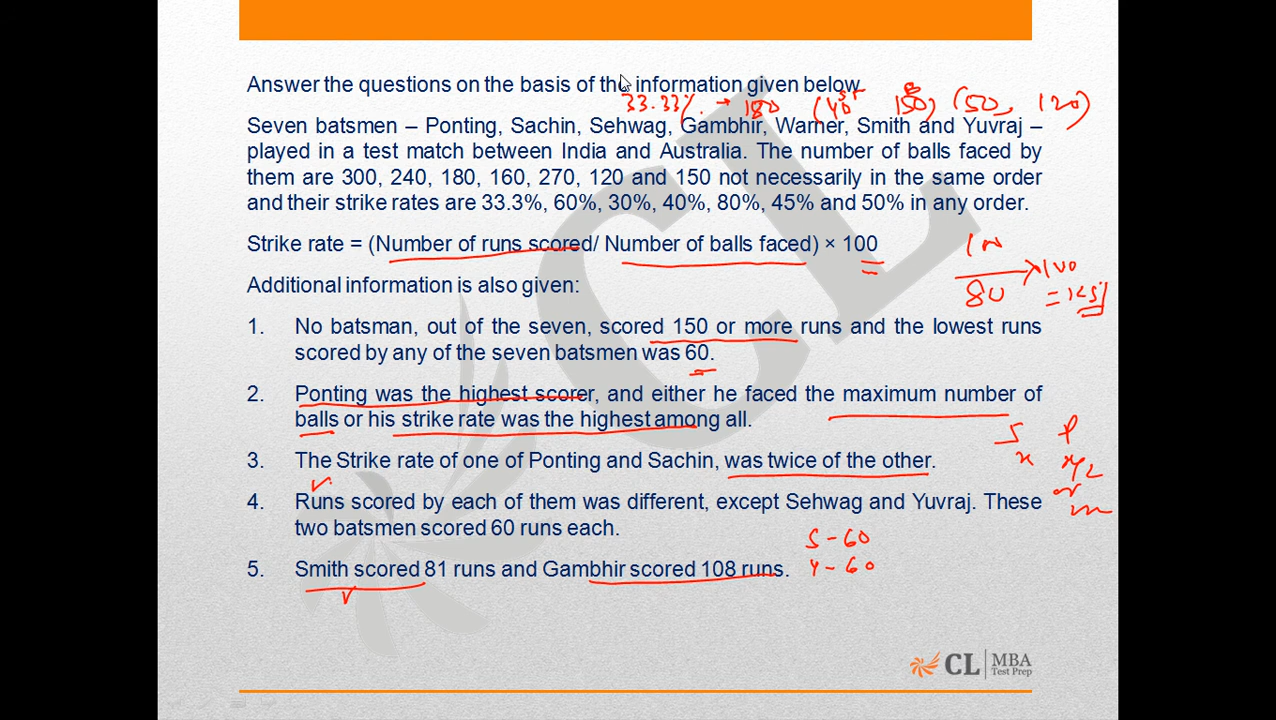 Answer the questions on the basis of the information given below.
33.33% → 180 (40 150) (50, 120)
Seven batsmen – Ponting, Sachin, Sehwag, Gambhir, Warner, Smith and Yuvraj –
played in a test match between India and Australia. The number of balls faced by
them are 300, 240, 180, 160, 270, 120 and 150 not necessarily in the same order
and their strike rates are 33.3%, 60%, 30%, 40%, 80%, 45% and 50% in any order.
Strike rate = (Number of runs scored/ Number of balls faced) × 100
80
Additional information is also given:
1. No batsman, out of the seven, scored 150 or more runs and the lowest runs
scored by any of the seven batsmen was 60.
2. Ponting was the highest scorer, and either he faced the maximum number of
balls or his strike rate was the highest among all.
S P
3. The Strike rate of one of Ponting and Sachin, was twice of the other.
x x/2
or
4. Runs scored by each of them was different, except Sehwag and Yuvraj. These
two batsmen scored 60 runs each.
S - 60
5. Smith scored 81 runs and Gambhir scored 108 runs.
Y - 60
CL MBA
Test Prep